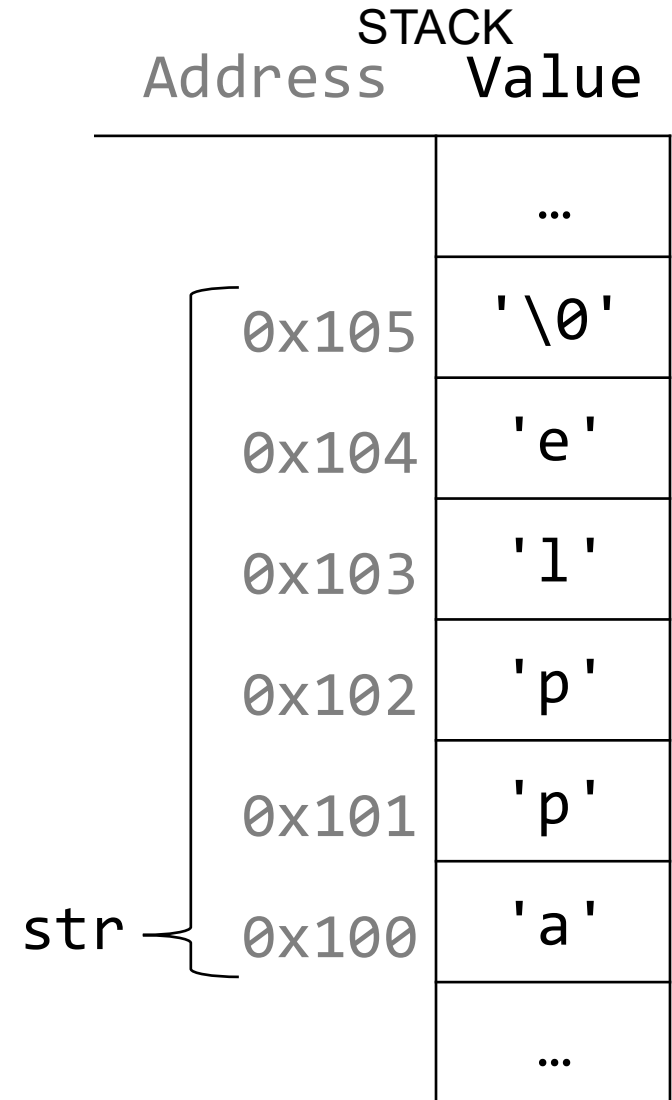 STACK
Address Value
…
0x105 '\0'
0x104 'e'
0x103 'l'
0x102 'p'
0x101 'p'
str 0x100 'a'
…